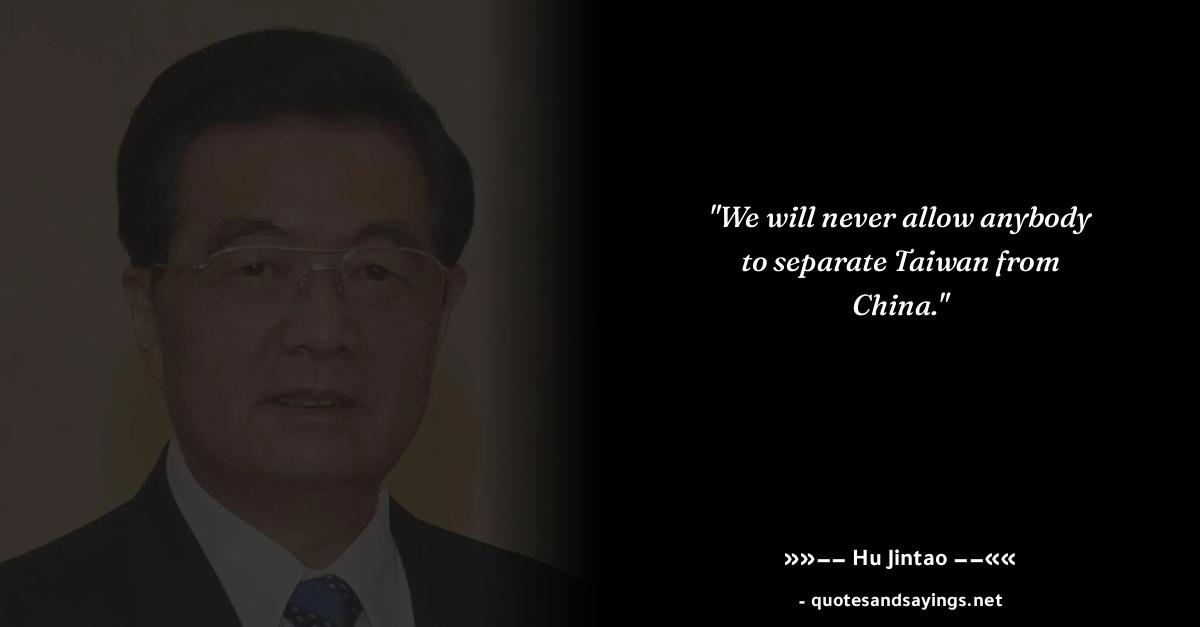 "We will never allow anybody
to separate Taiwan from
China."
»»−− Hu Jintao −−««
- quotesandsayings.net